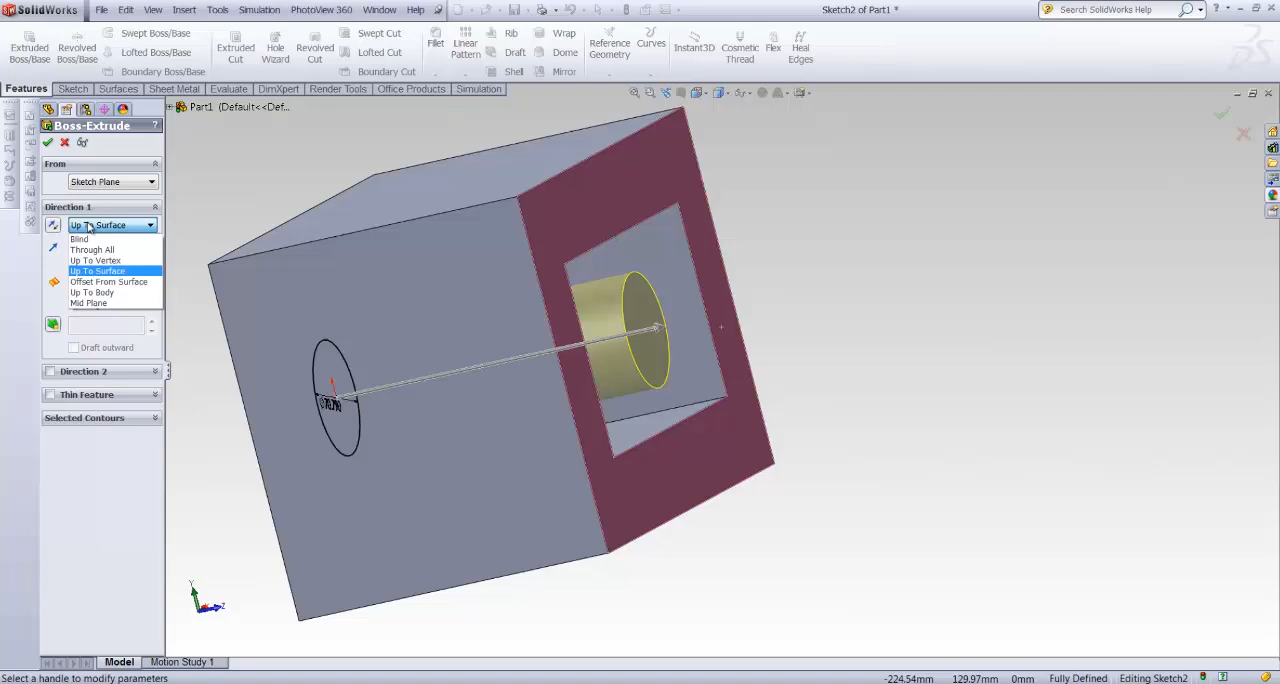 SolidWorks File Edit View Insert Tools Simulation PhotoView 360 Window Help Sketch2 of Part1 * Search SolidWorks Help
Extruded Boss/Base
Revolved Boss/Base
Swept Boss/Base
Lofted Boss/Base
Boundary Boss/Base
Extruded Cut
Hole Wizard
Revolved Cut
Swept Cut
Lofted Cut
Boundary Cut
Fillet
Linear Pattern
Rib
Draft
Shell
Wrap
Dome
Mirror
Reference Geometry
Curves
Instant3D
Cosmetic Thread
Flex
Heal Edges
Features Sketch Surfaces Sheet Metal Evaluate DimXpert Render Tools Office Products Simulation
Part1 (Default<<Def...
Boss-Extrude ?
From
Sketch Plane
Direction 1
Up To Surface
Blind
Through All
Up To Vertex
Up To Surface
Offset From Surface
Up To Body
Mid Plane
Draft outward
Direction 2
Thin Feature
Selected Contours
Y
Z
Model Motion Study 1
Select a handle to modify parameters -224.54mm 129.97mm 0mm Fully Defined Editing Sketch2